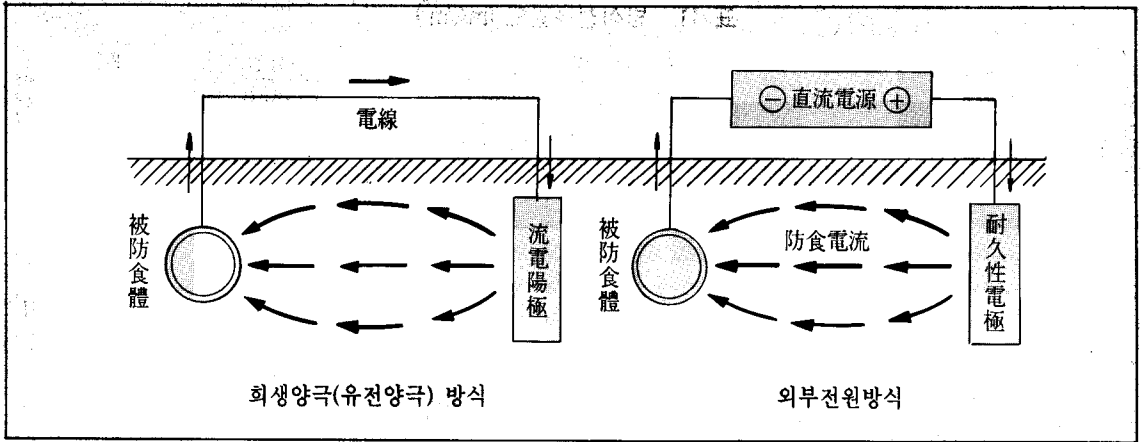 電線
⊖ 直流電源 ⊕
被防食體
流電陽極
被防食體
防食電流
耐久性電極
희생양극(유전양극) 방식
외부전원방식